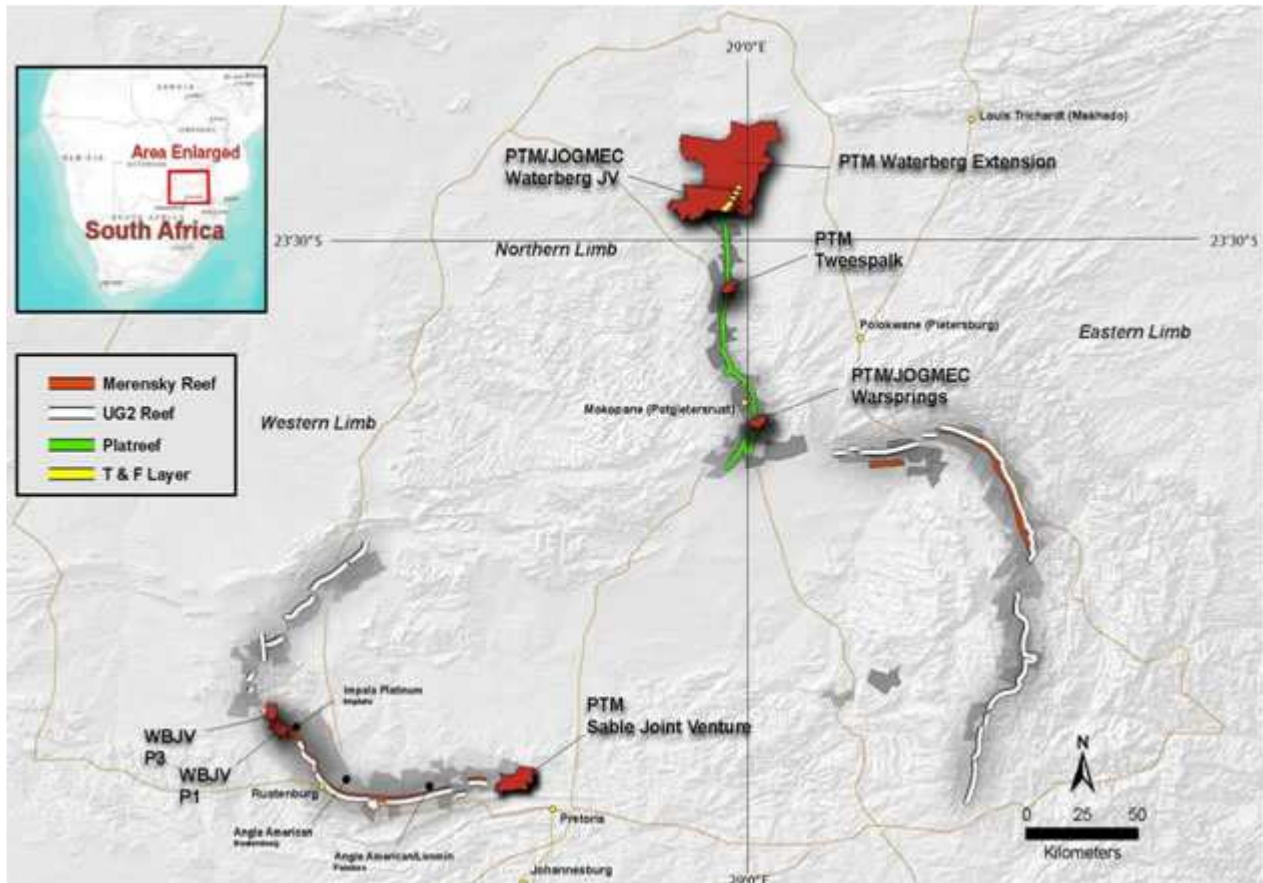 29'0"E
Louis Trichardt (Makhado)
Area Enlarged
South Africa
PTM/JOGMEC
Waterberg JV
PTM Waterberg Extension
23'30"S
23'30"S
Northern Limb
PTM
Tweespalk
Polokwane (Pietersburg)
Eastern Limb
Merensky Reef
UG2 Reef
Platreef
T & F Layer
PTM/JOGMEC
Warsprings
Mokopane (Potgietersrust)
Western Limb
Impala Platinum
PTM
Sable Joint Venture
WBJV
P3
WBJV
P1
Rustenburg
Anglo American
Anglo American/Lonmin
Pretoria
Johannesburg
N
0 25 50
Kilometers
29'0"E